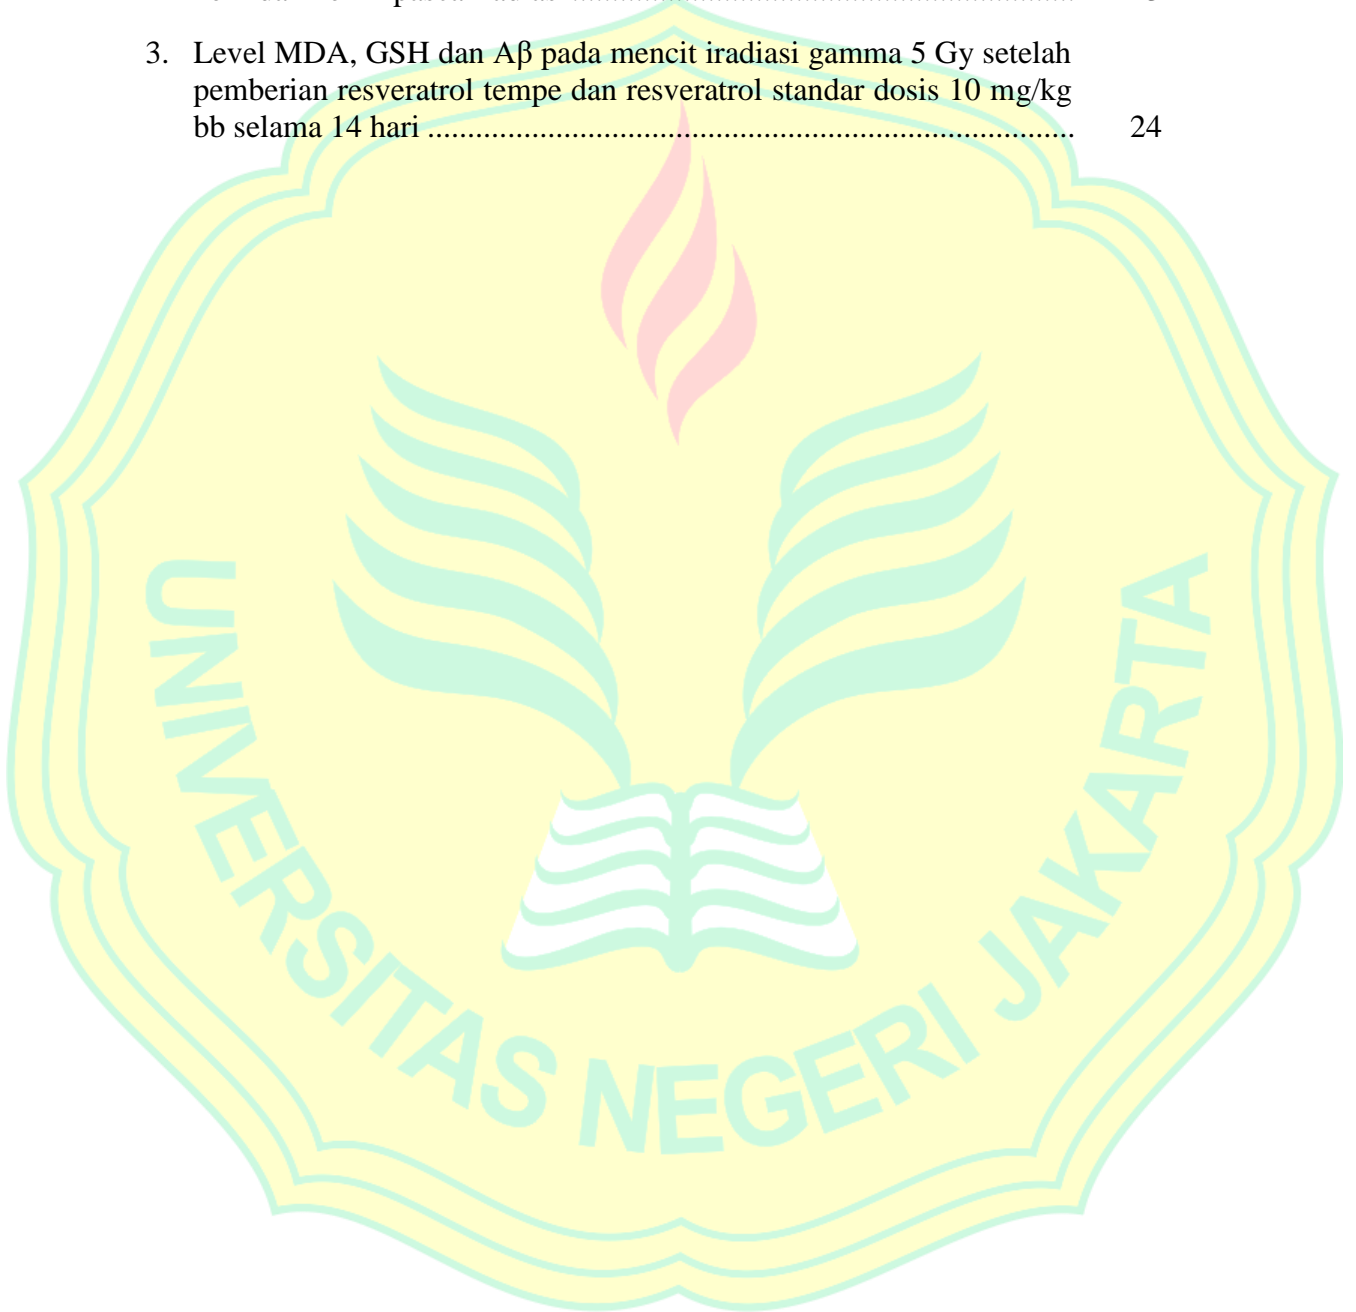 3. Level MDA, GSH dan Aβ pada mencit iradiasi gamma 5 Gy setelah
pemberian resveratrol tempe dan resveratrol standar dosis 10 mg/kg
bb selama 14 hari ................................................................................ 24
UNIVERSITAS NEGERI JAKARTA